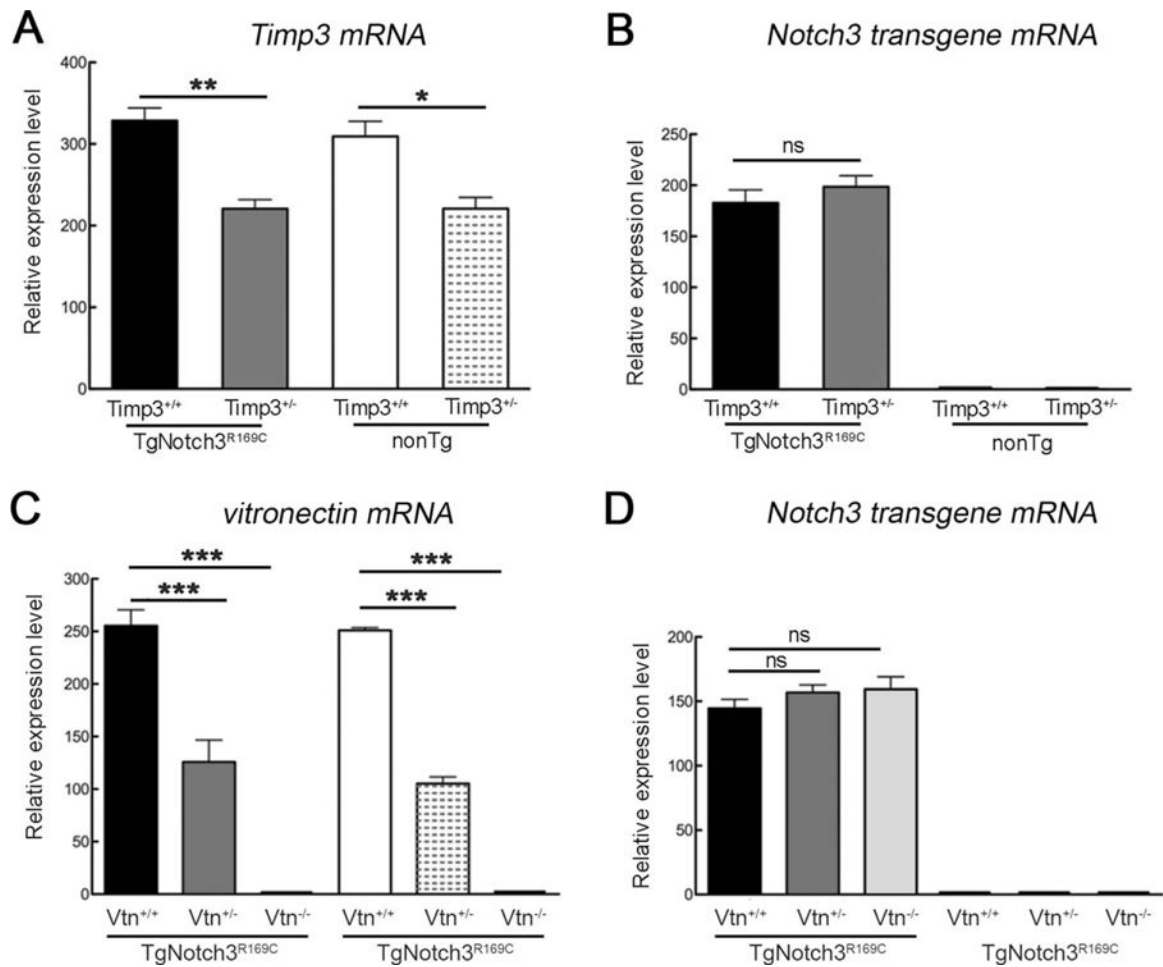 A
Timp3 mRNA
Relative expression level
400
300
200
100
0
**
*
Timp3+/+ Timp3+/- Timp3+/+ Timp3+/-
TgNotch3R169C nonTg
B
Notch3 transgene mRNA
Relative expression level
250
200
150
100
50
0
ns
Timp3+/+ Timp3+/- Timp3+/+ Timp3+/-
TgNotch3R169C nonTg
C
vitronectin mRNA
Relative expression level
300
250
200
150
100
50
0
*** ***
*** ***
Vtn+/+ Vtn+/- Vtn-/- Vtn+/+ Vtn+/- Vtn-/-
TgNotch3R169C TgNotch3R169C
D
Notch3 transgene mRNA
Relative expression level
200
150
100
50
0
ns
ns
Vtn+/+ Vtn+/- Vtn-/- Vtn+/+ Vtn+/- Vtn-/-
TgNotch3R169C TgNotch3R169C